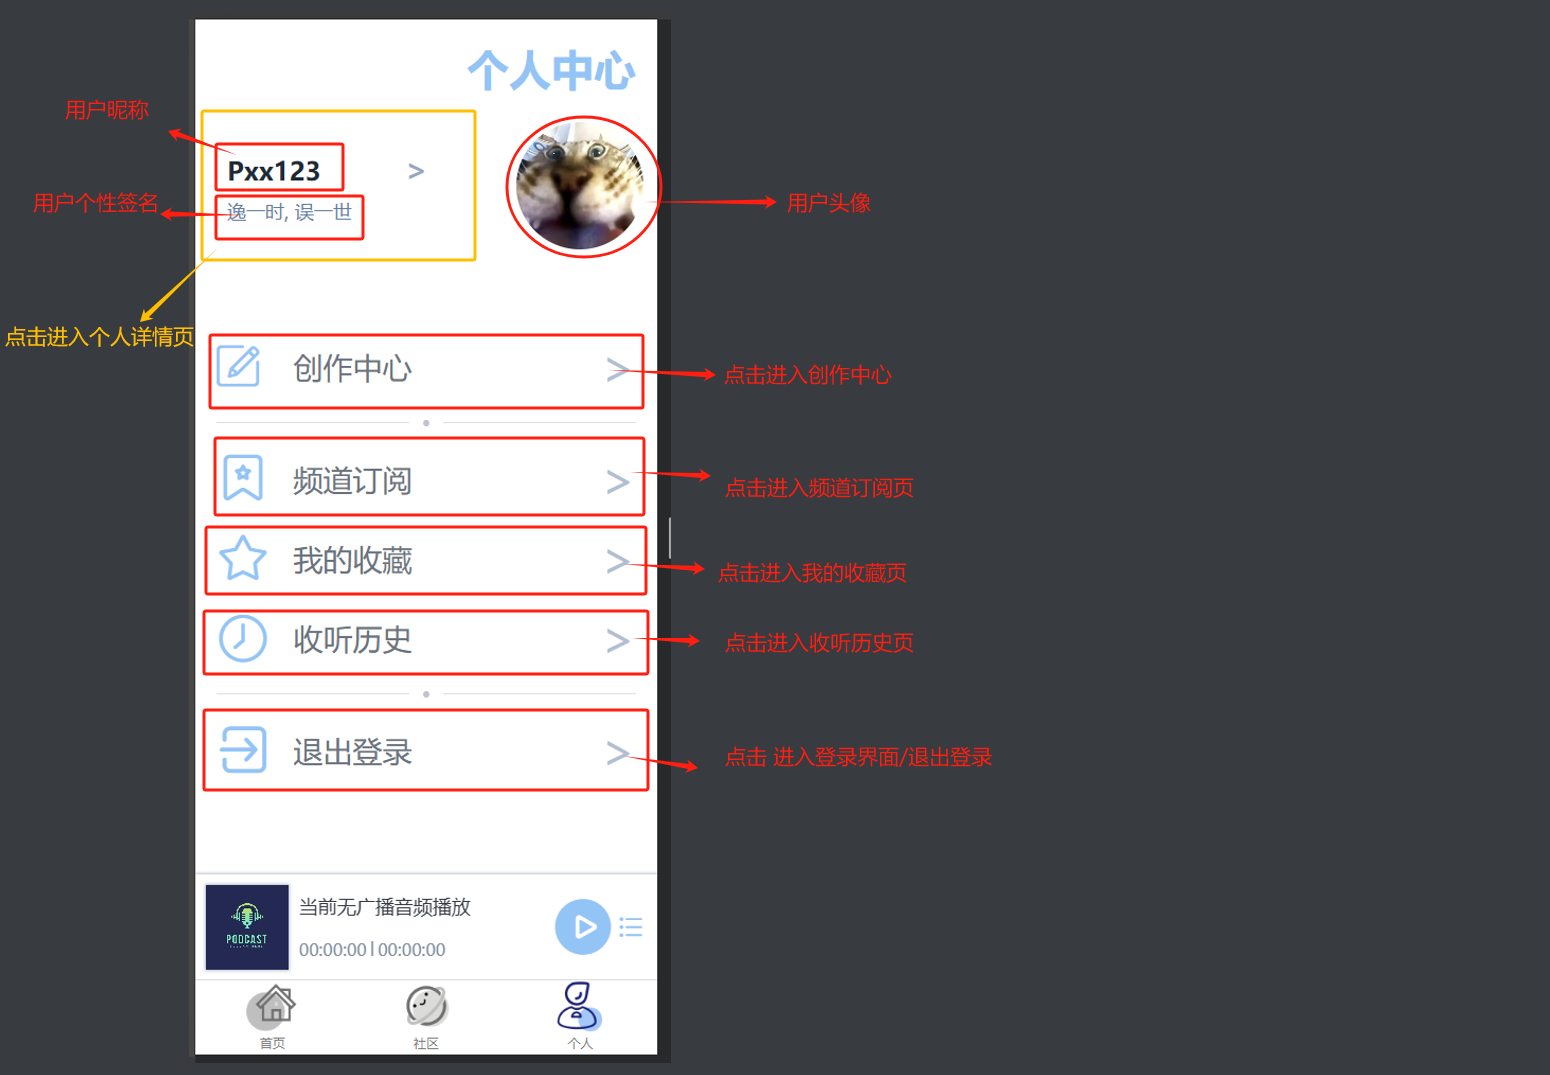 个人中心
用户昵称
Pxx123
>
用户个性签名
逸一时, 误一世
用户头像
点击进入个人详情页
创作中心
>
点击进入创作中心
频道订阅
>
点击进入频道订阅页
我的收藏
>
点击进入我的收藏页
收听历史
>
点击进入收听历史页
退出登录
>
点击 进入登录界面/退出登录
当前无广播音频播放
PODCAST
00:00:00 | 00:00:00
首页
社区
个人